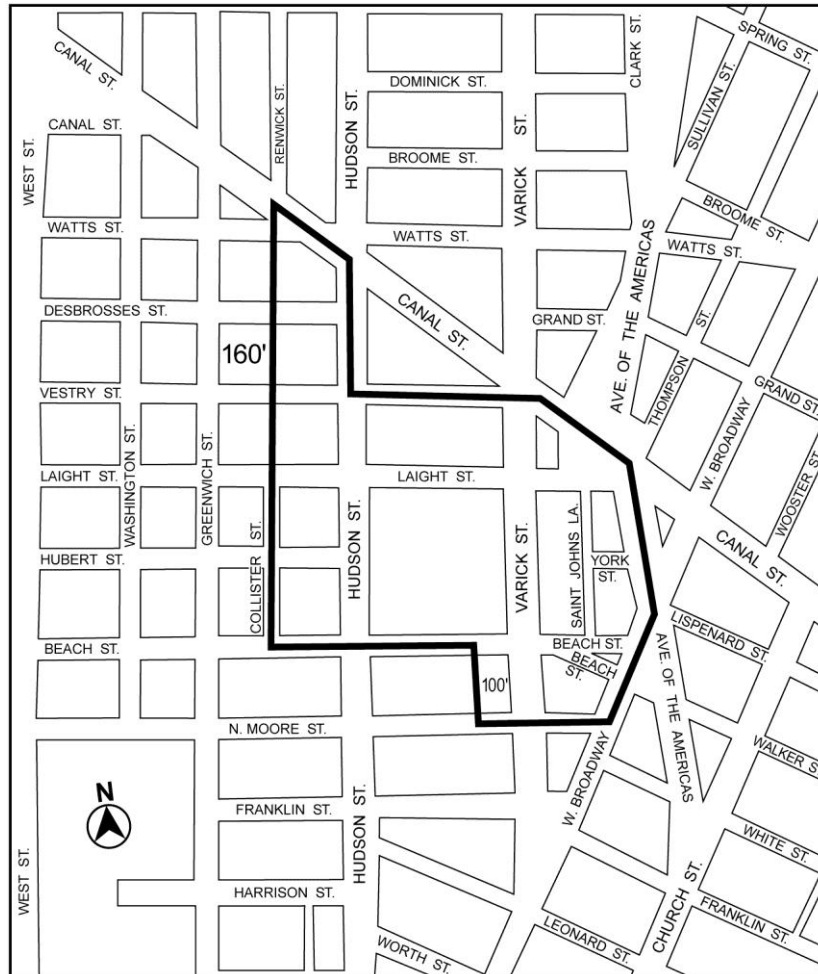 CANAL ST.
CLARK ST.
SPRING ST.
DOMINICK ST.
SULLIVAN ST.
RENWICK ST.
HUDSON ST.
CANAL ST.
WEST ST.
BROOME ST.
VARICK ST.
BROOME ST.
WATTS ST.
WATTS ST.
WATTS ST.
AVE. OF THE AMERICAS
CANAL ST.
DESBROSSES ST.
GRAND ST.
THOMPSON ST.
160'
VESTRY ST.
GRAND ST.
W. BROADWAY
WASHINGTON ST.
GREENWICH ST.
LAIGHT ST.
LAIGHT ST.
WOOSTER ST.
HUDSON ST.
VARICK ST.
SAINT JOHNS LA.
COLLISTER ST.
CANAL ST.
HUBERT ST.
YORK ST.
LISPENARD ST.
BEACH ST.
BEACH ST.
BEACH ST.
AVE. OF THE AMERICAS
100'
N. MOORE ST.
W. BROADWAY
WALKER S
N
FRANKLIN ST.
HUDSON ST.
WHITE ST.
WEST ST.
HARRISON ST.
CHURCH ST.
FRANKLIN ST.
LEONARD ST.
WORTH ST.